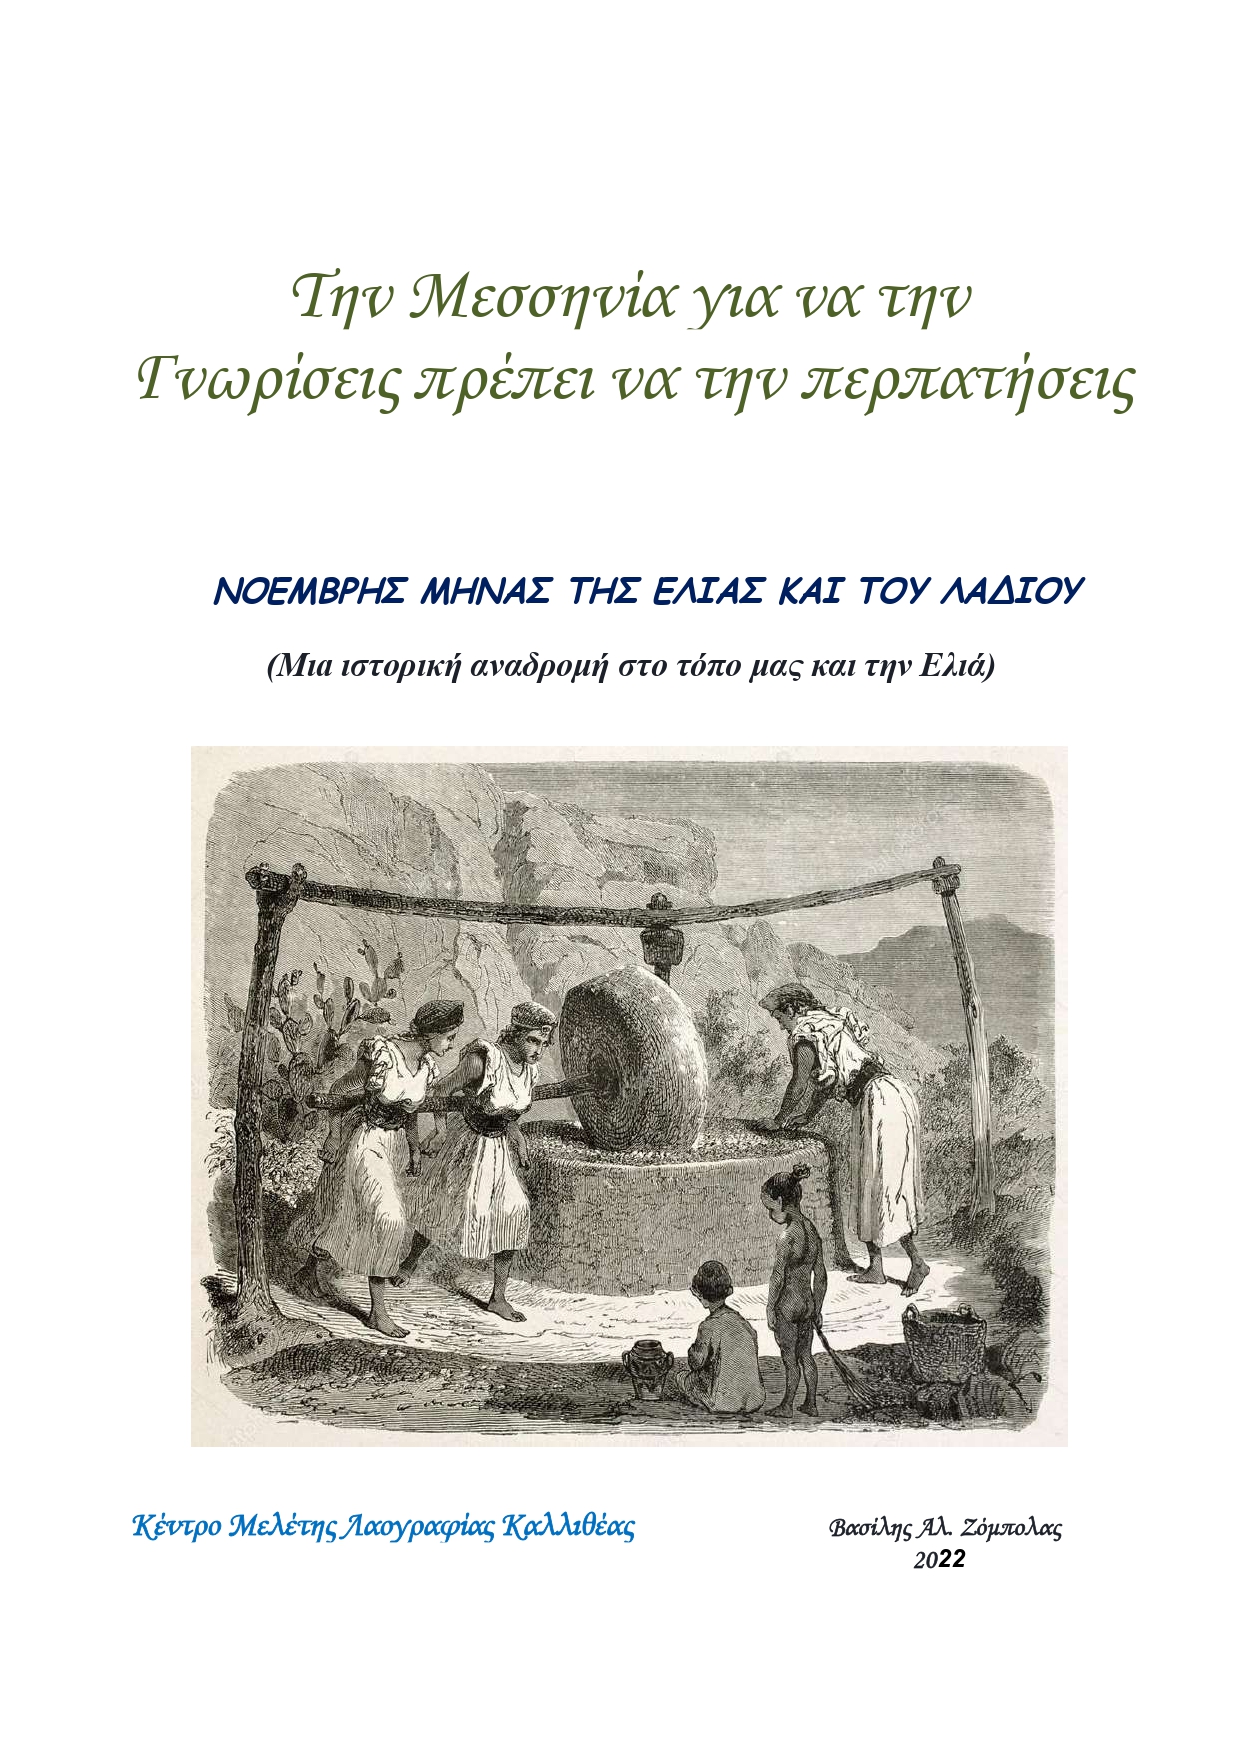 Την Μεσσηνία για να την
Γνωρίσεις πρέπει να την περπατήσεις
ΝΟΕΜΒΡΗΣ ΜΗΝΑΣ ΤΗΣ ΕΛΙΑΣ ΚΑΙ ΤΟΥ ΛΑΔΙΟΥ
(Μια ιστορική αναδρομή στο τόπο μας και την Ελιά)
Κέντρο Μελέτης Λαογραφίας Καλλιθέας
Βασίλης Αλ. Ζόμπολας
2022